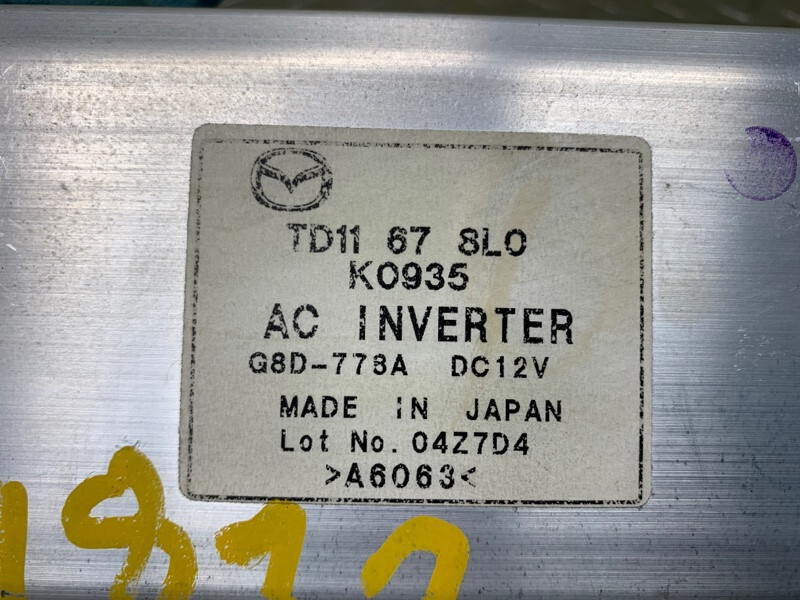 TD11 67 8L0
K0935
AC INVERTER
G8D-778A DC12V
MADE IN JAPAN
Lot No. 04Z7D4
>A6063<